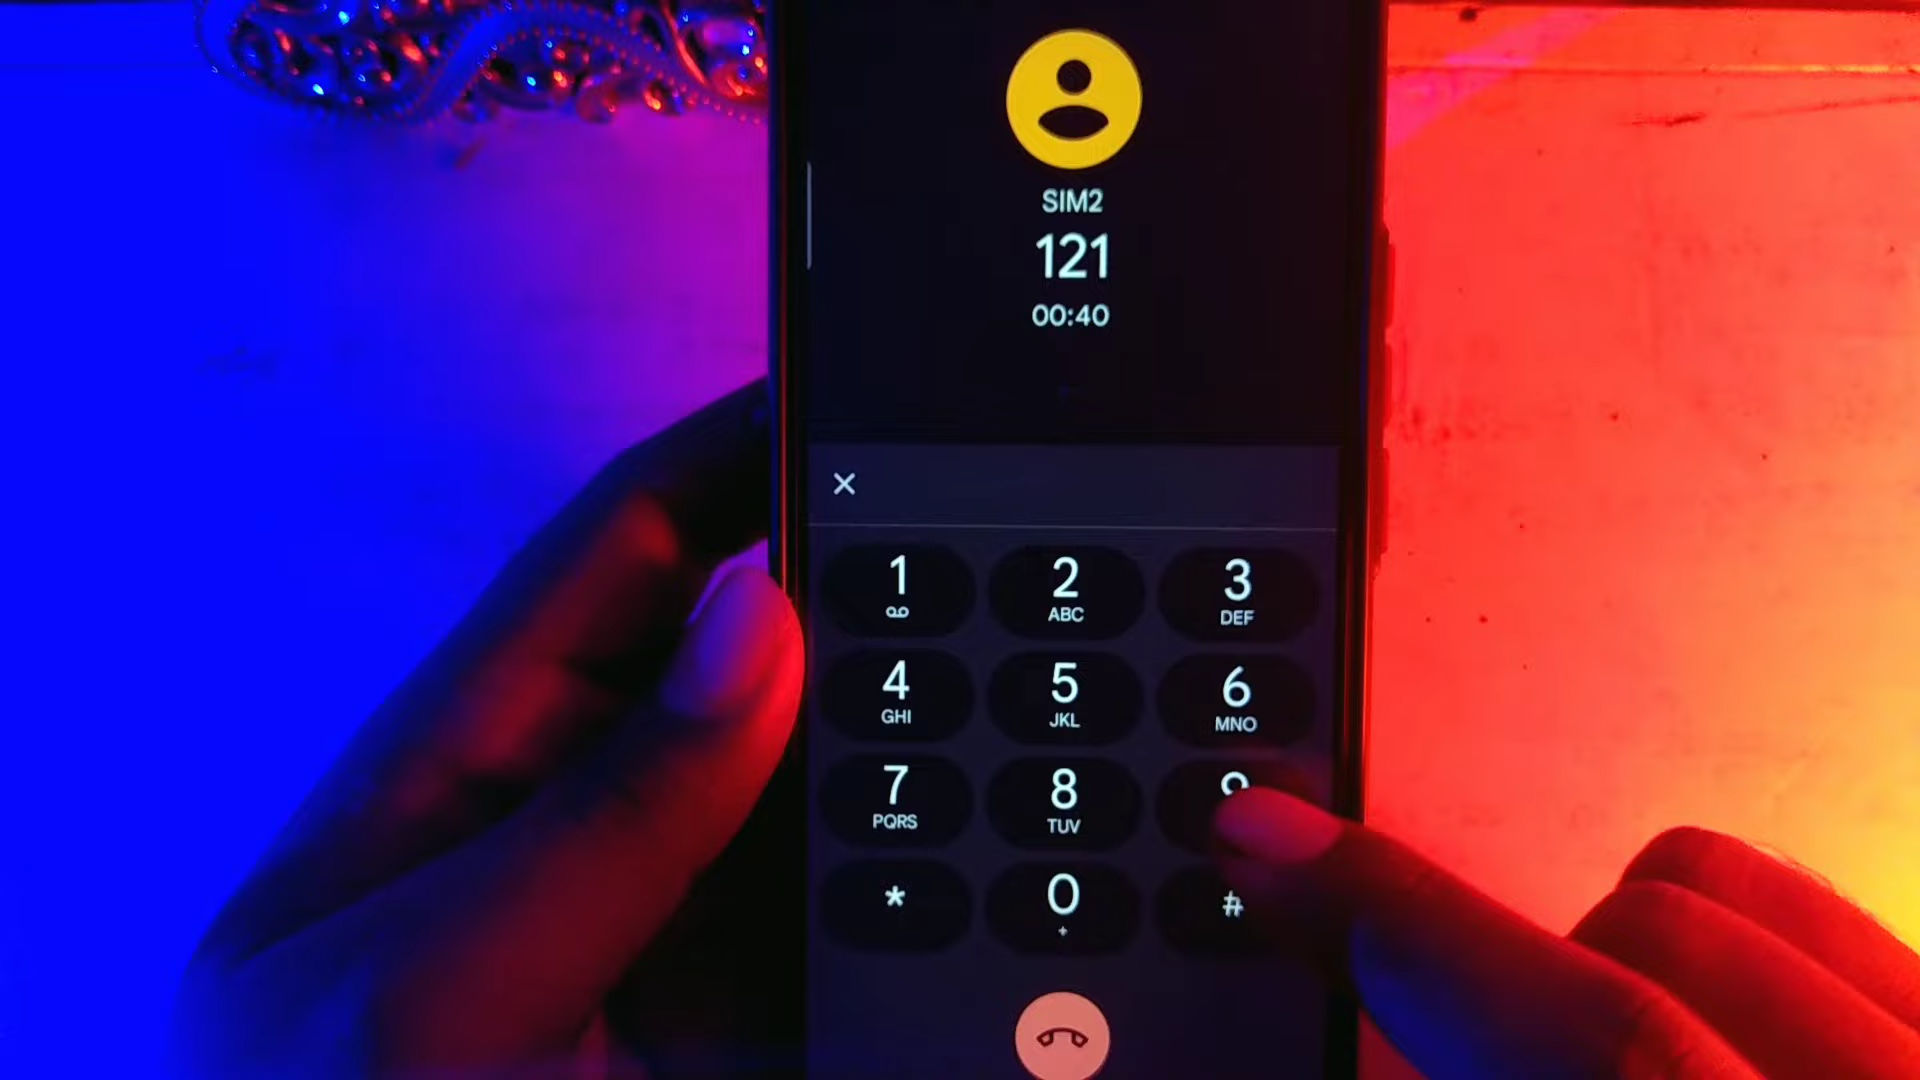 SIM2
121
00:40
×
1 2 3
ABC DEF
4 5 6
GHI JKL MNO
7 8 9
PQRS TUV
* 0 #
+